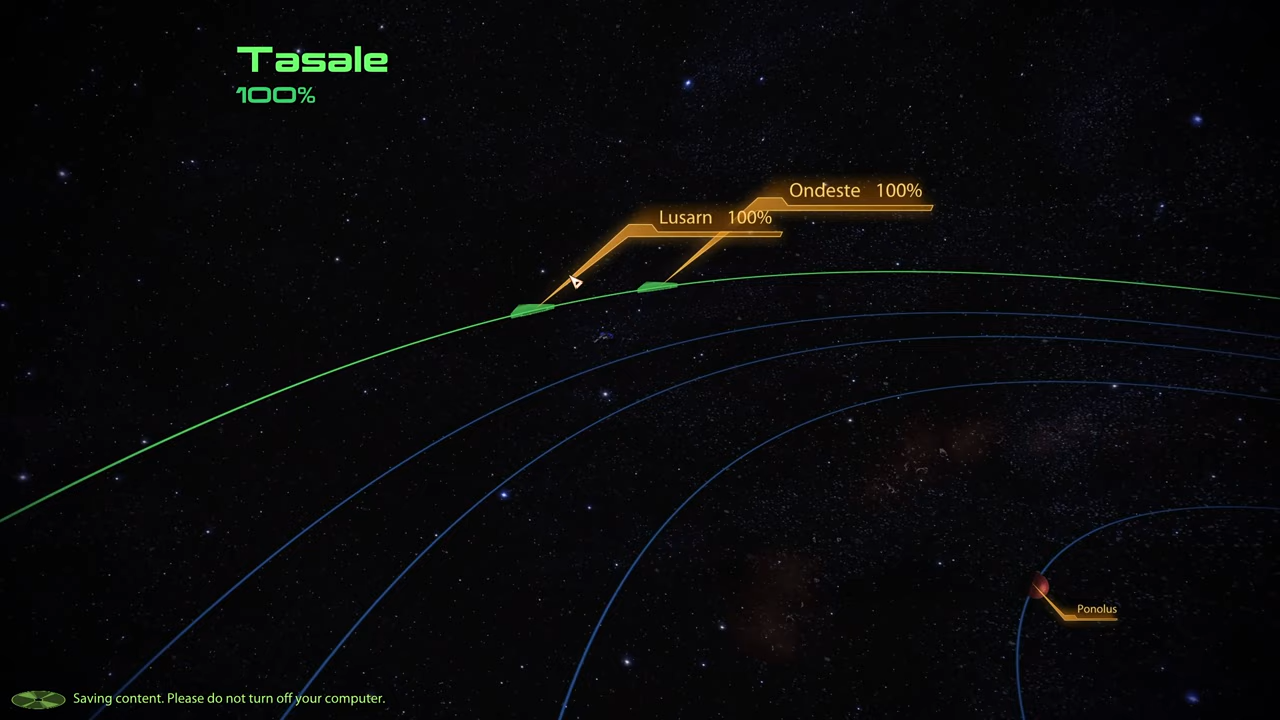 Tasale
100%
Ondeste 100%
Lusarn 100%
Ponolus
Saving content. Please do not turn off your computer.